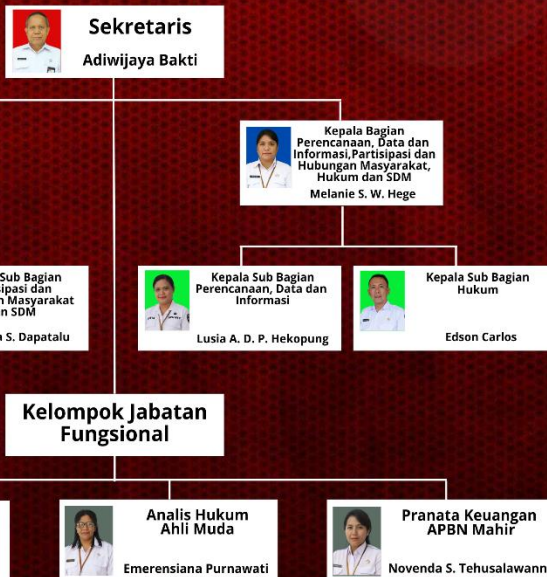 Sekretaris
Adiwijaya Bakti
Kepala Bagian
Perencanaan, Data dan
Informasi,Partisipasi dan
Hubungan Masyarakat,
Hukum dan SDM
Melanie S. W. Hege
Sub Bagian
dan
Masyarakat
SDM
S. Dapatalu
Kepala Sub Bagian
Perencanaan, Data dan
Informasi
Lusia A. D. P. Hekopung
Kepala Sub Bagian
Hukum
Edson Carlos
Kelompok Jabatan
Fungsional
Analis Hukum
Ahli Muda
Emerensiana Purnawati
Pranata Keuangan
APBN Mahir
Novenda S. Tehusalawann